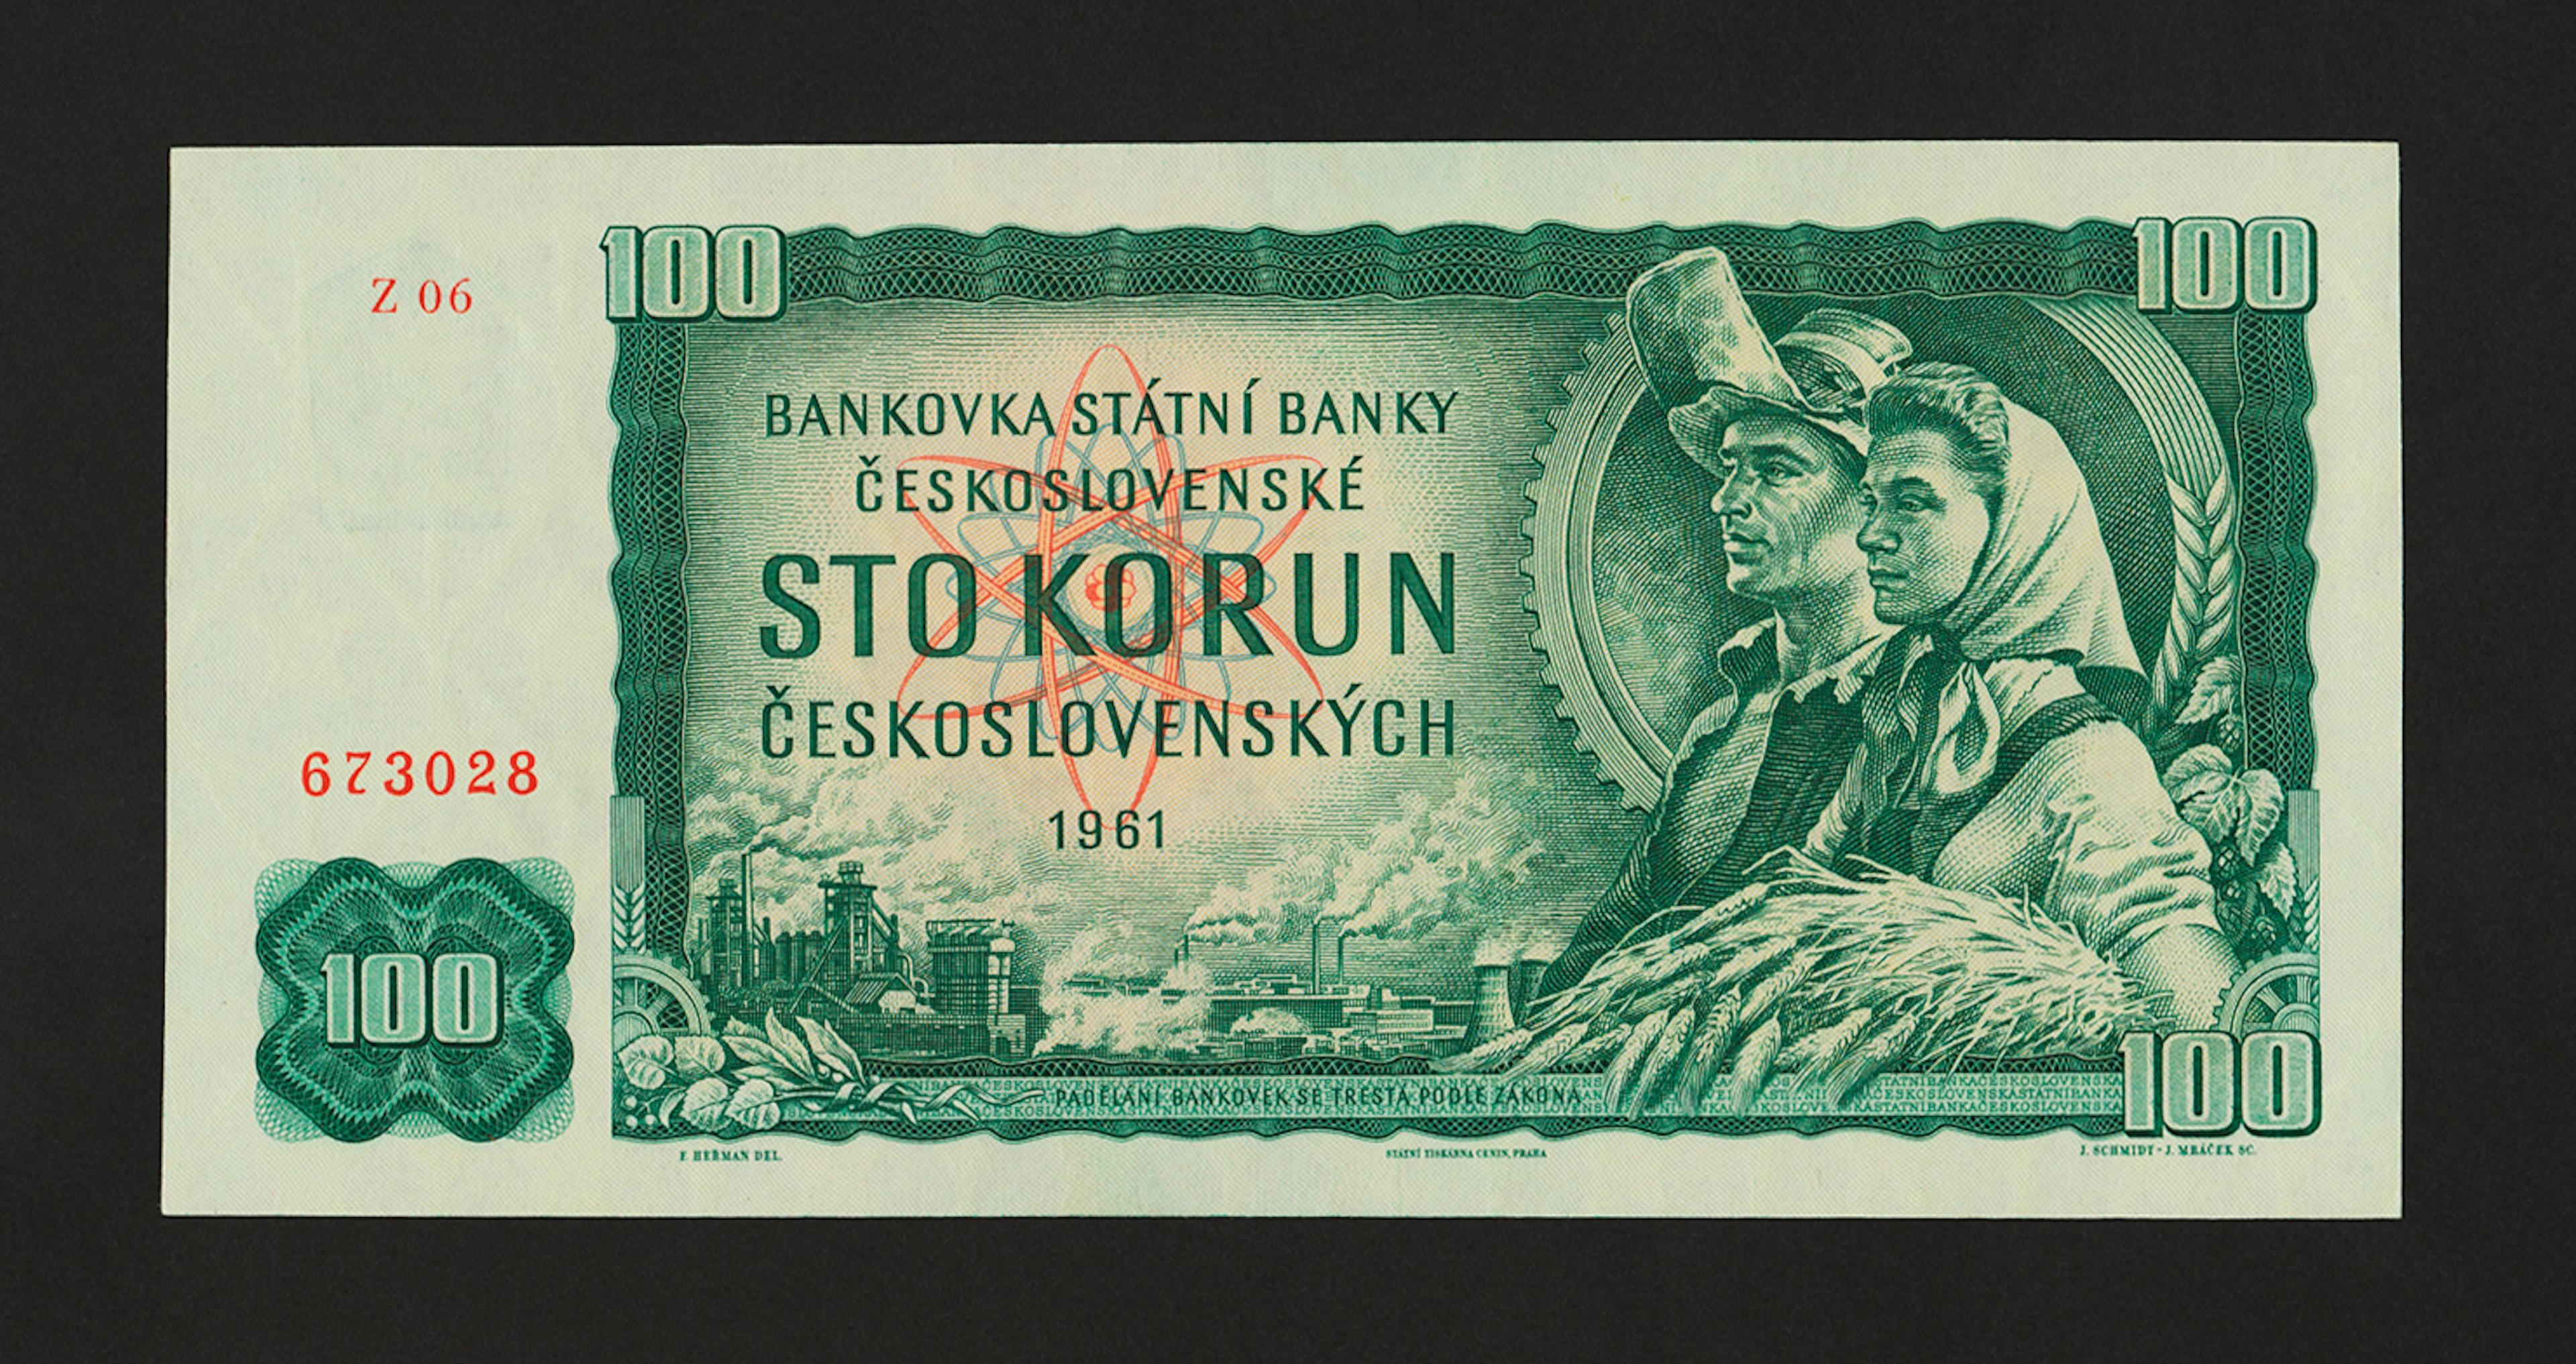 100
100
Z 06
BANKOVKA STÁTNÍ BANKY
ČESKOSLOVENSKÉ
STO KORUN
ČESKOSLOVENSKÝCH
673028
1961
100
PADĚLÁNÍ BANKOVEK SE TRESTÁ PODLE ZÁKONA
100
F. HEŘMAN DEL.
STÁTNÍ TISKÁRNA CENIN, PRAHA
J. SCHMIDT - J. MRÁČEK SC.